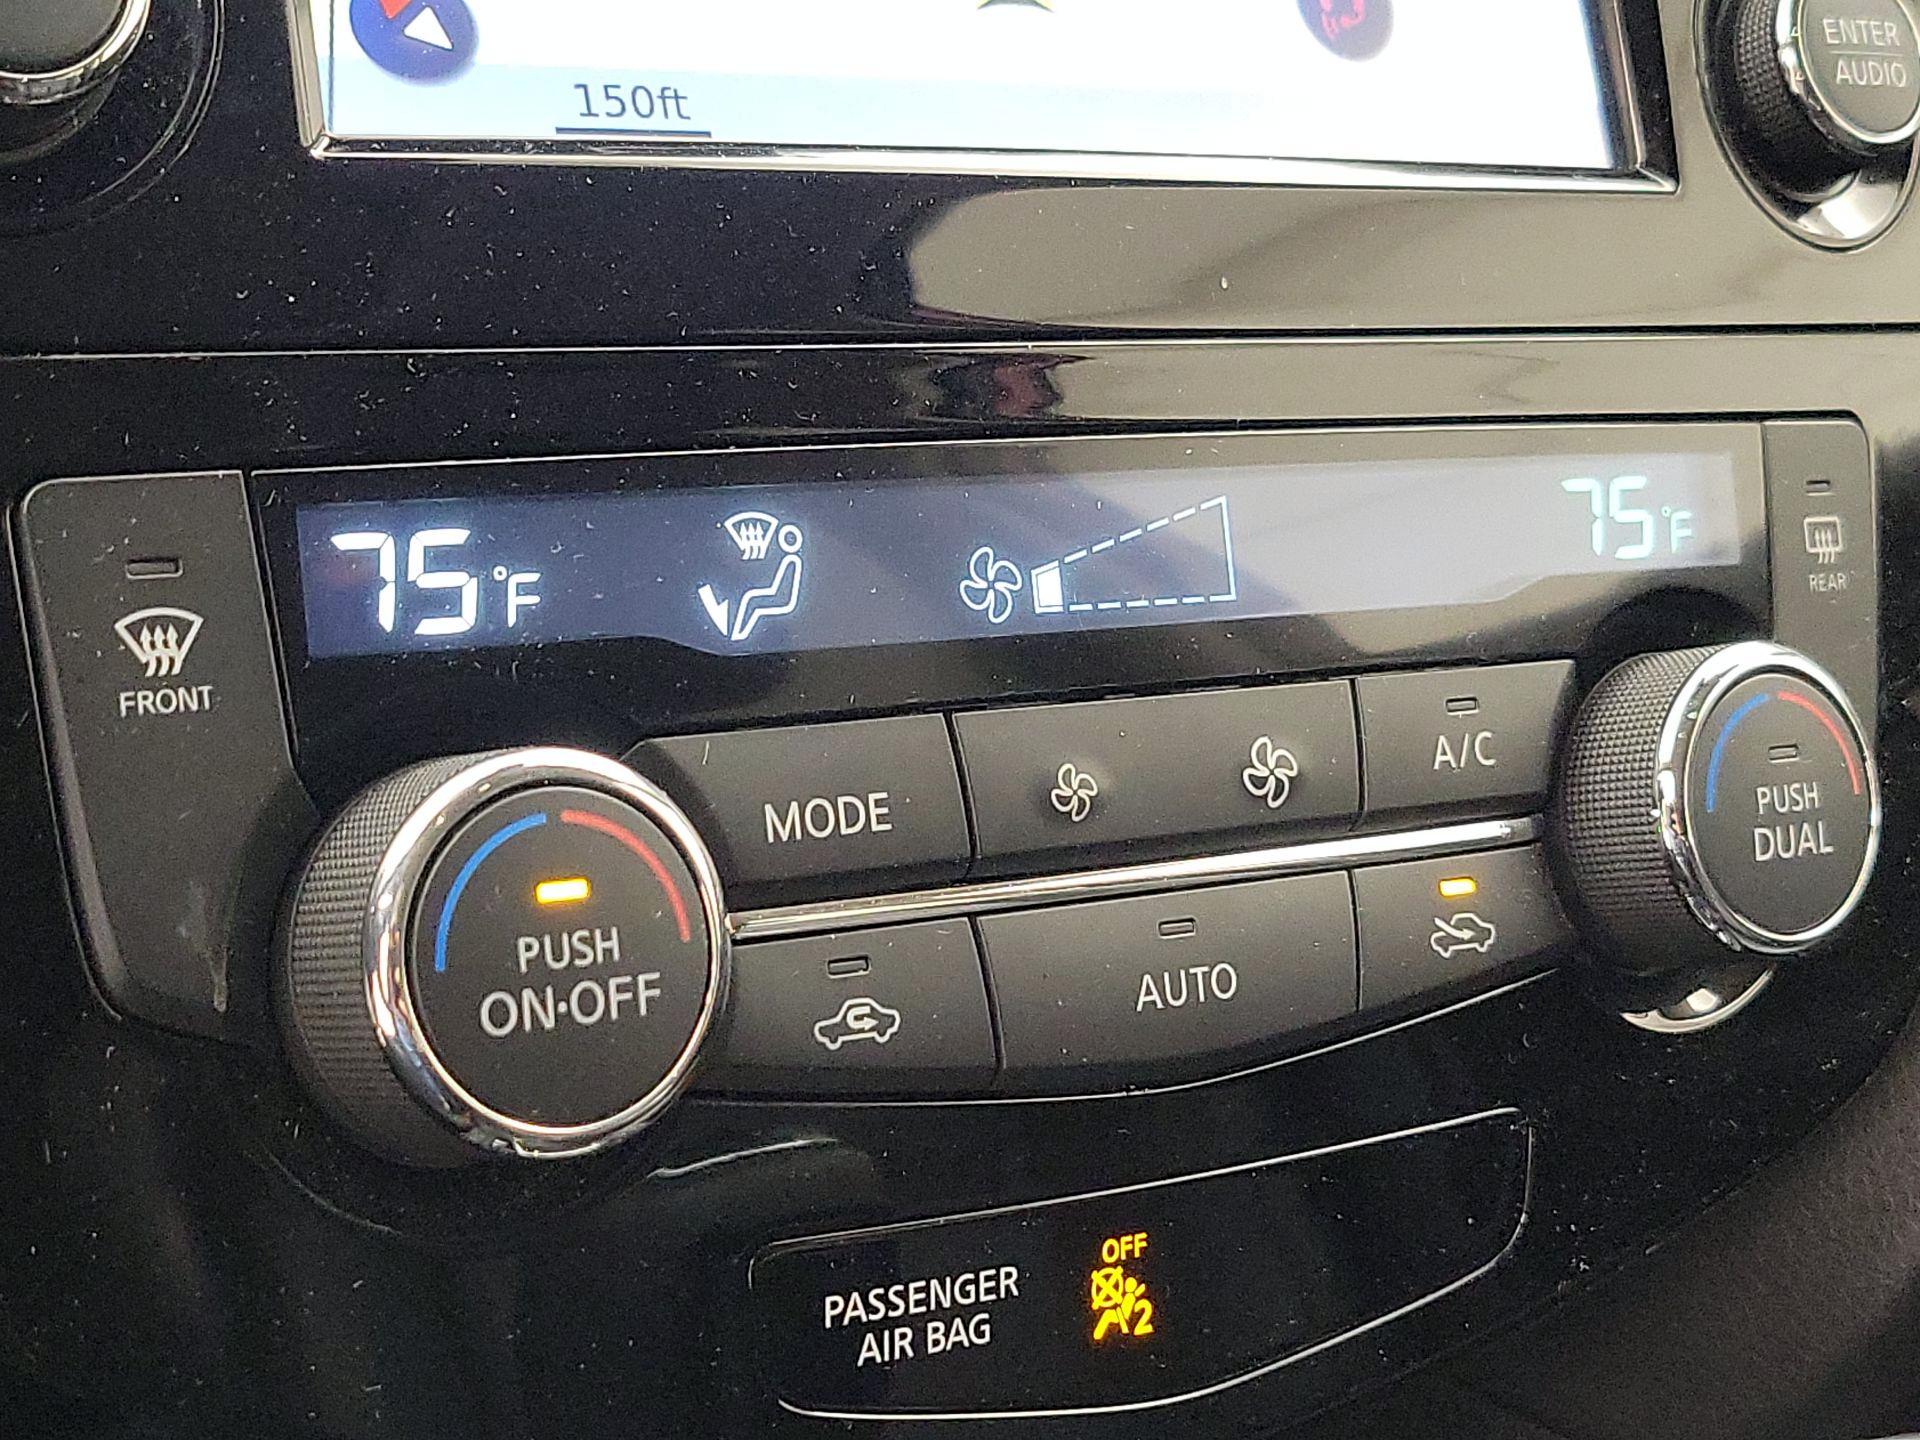 ENTER
AUDIO
150ft
75°F
75°F
FRONT
REAR
MODE
A/C
PUSH
DUAL
PUSH
ON·OFF
AUTO
PASSENGER
AIR BAG
OFF
2